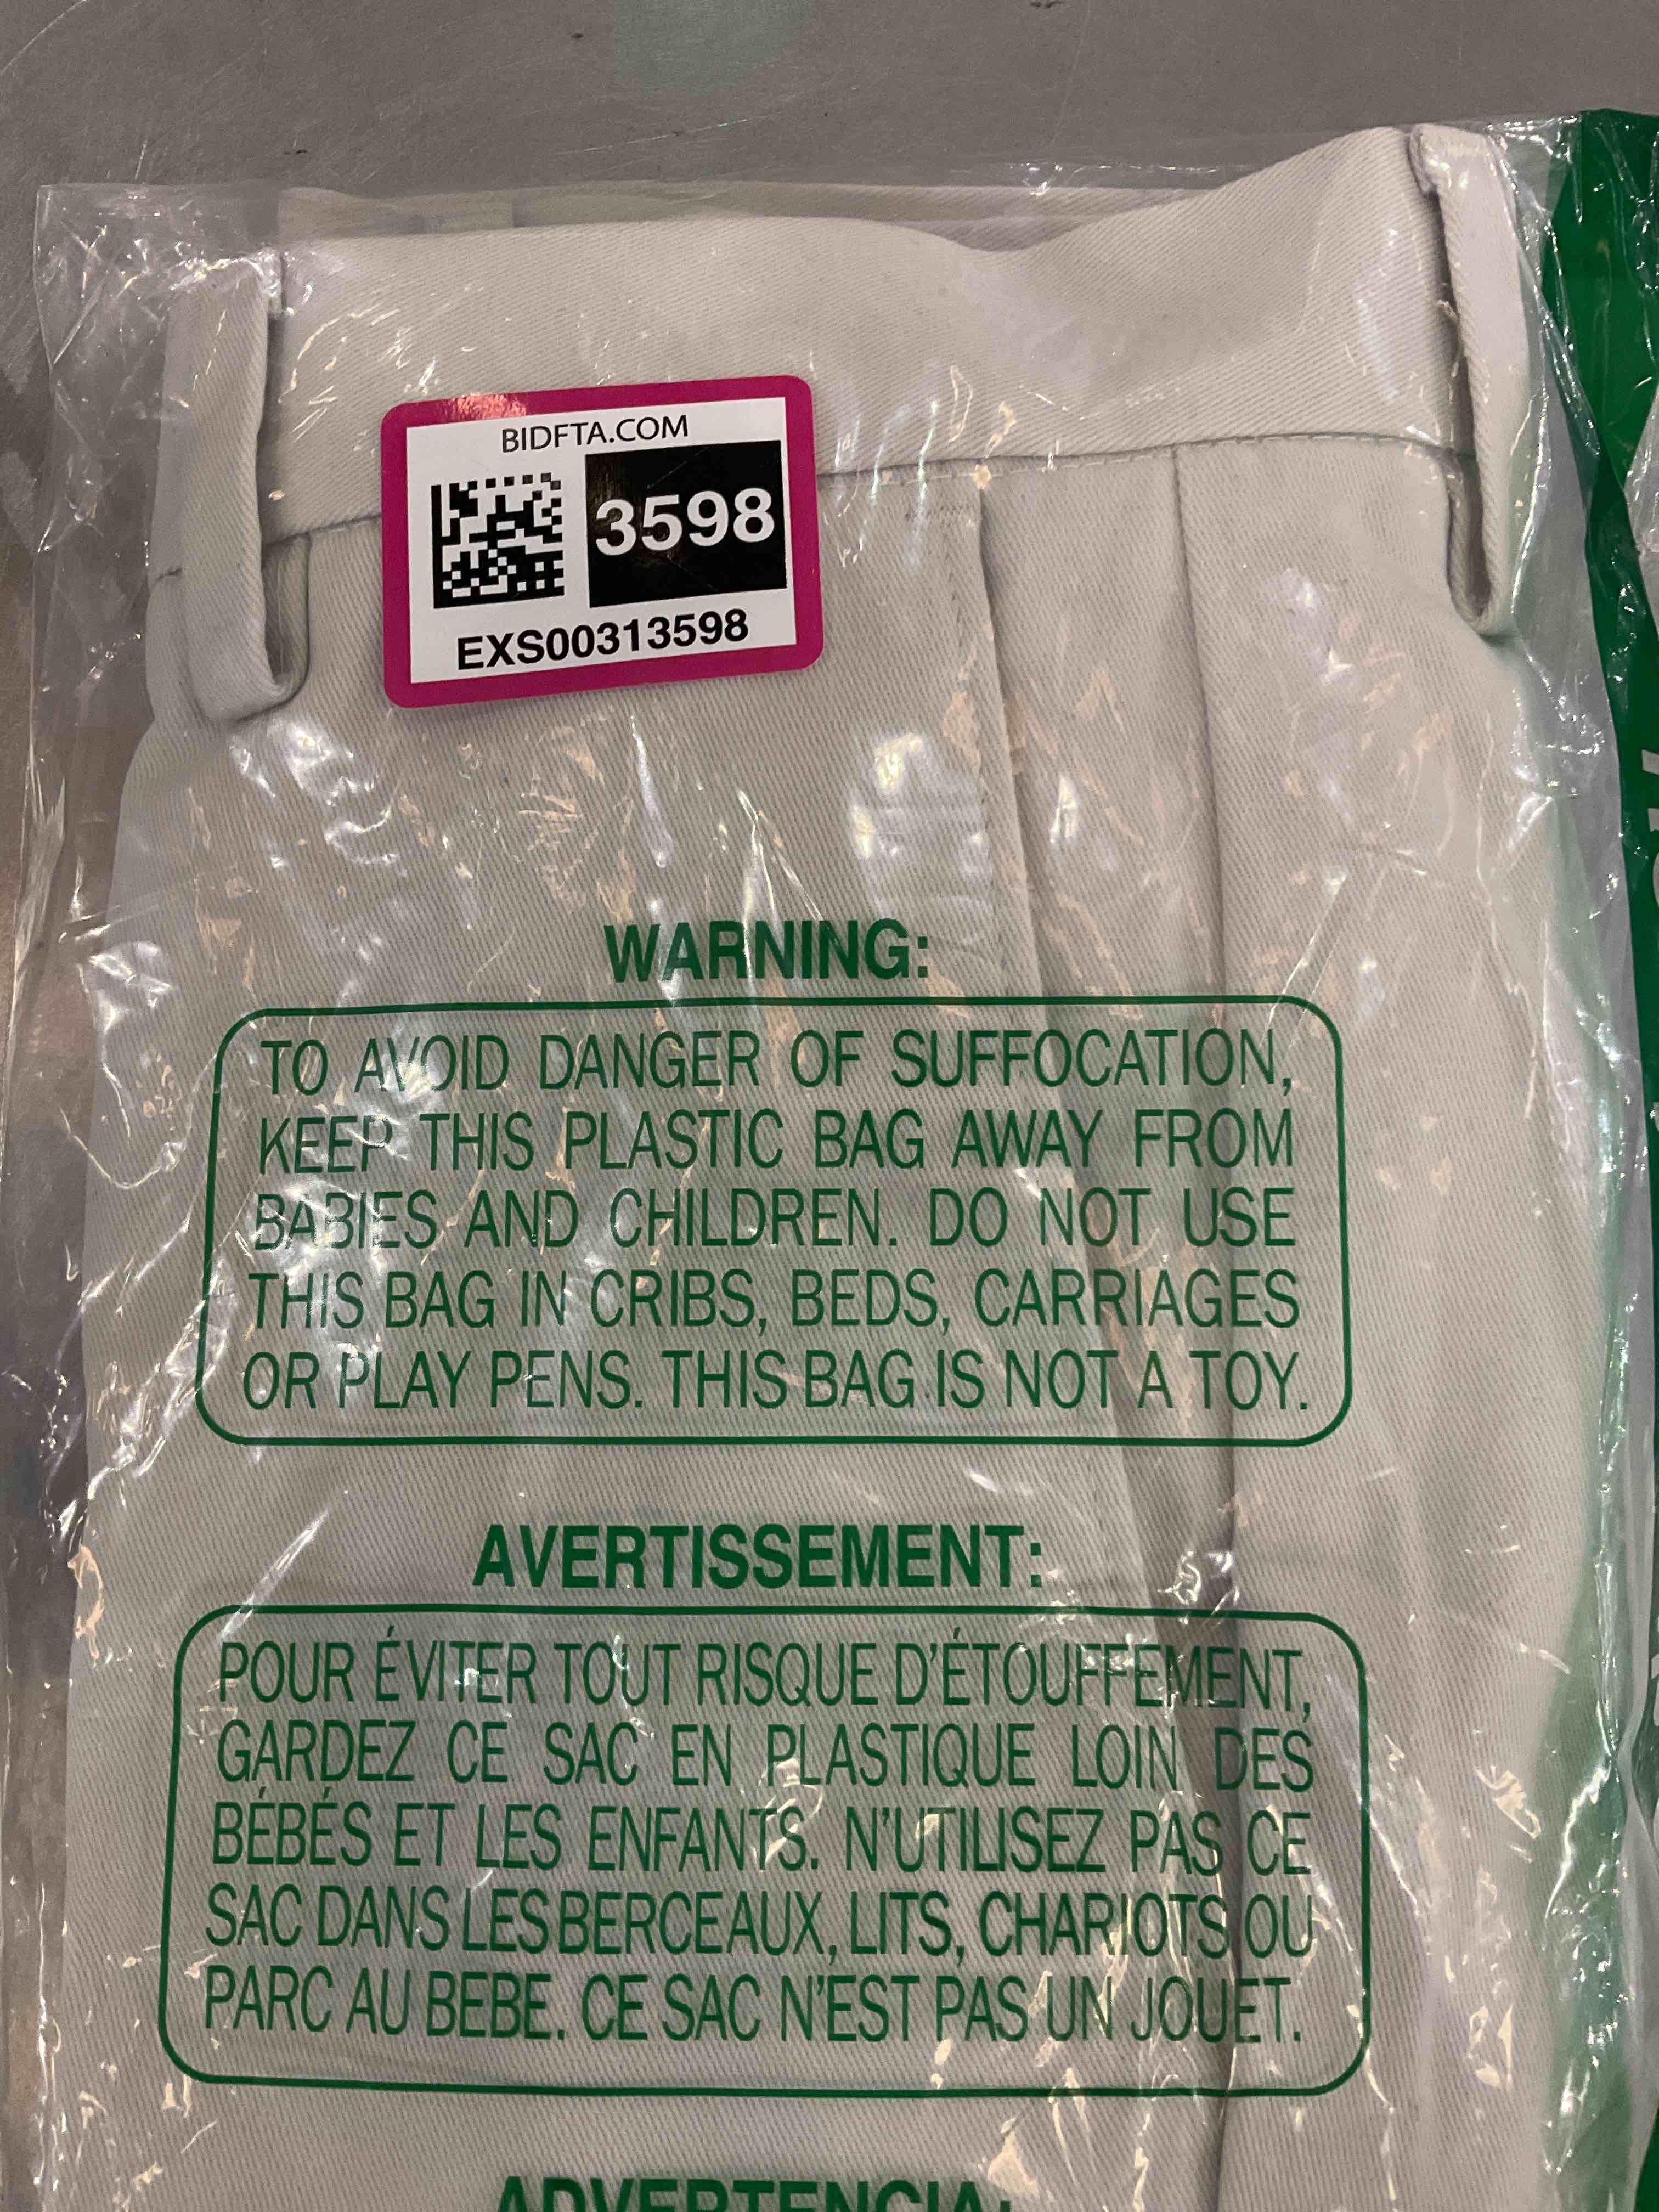 BIDFTA.COM
3598
EXS00313598
WARNING:
TO AVOID DANGER OF SUFFOCATION,
KEEP THIS PLASTIC BAG AWAY FROM
BABIES AND CHILDREN. DO NOT USE
THIS BAG IN CRIBS, BEDS, CARRIAGES
OR PLAY PENS. THIS BAG IS NOT A TOY.
AVERTISSEMENT:
POUR ÉVITER TOUT RISQUE D'ÉTOUFFEMENT,
GARDEZ CE SAC EN PLASTIQUE LOIN DES
BÉBÉS ET LES ENFANTS. N'UTILISEZ PAS CE
SAC DANS LES BERCEAUX, LITS, CHARIOTS OU
PARC AU BEBE. CE SAC N'EST PAS UN JOUET.
ADVERTENCIA: